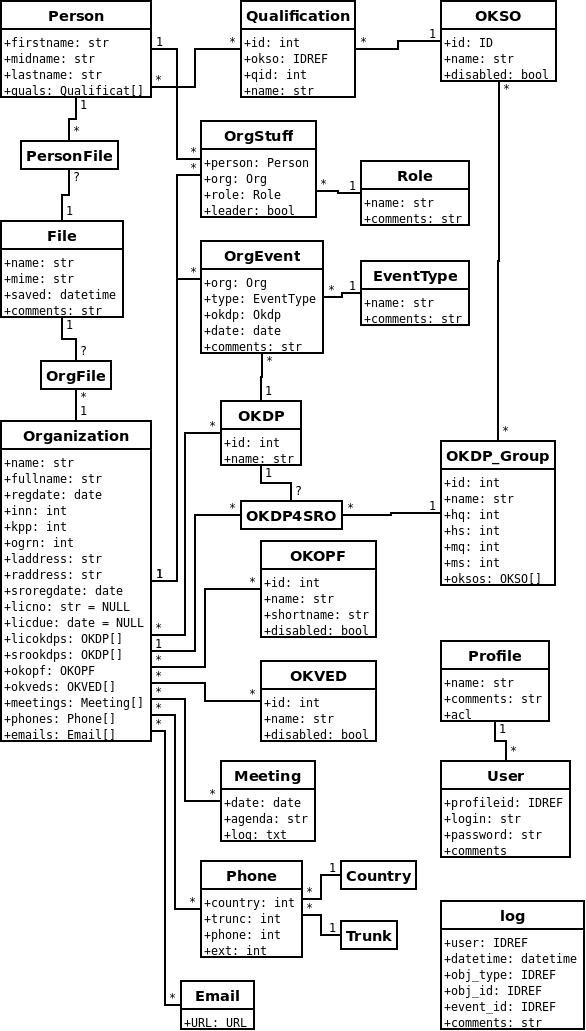 Person
+firstname: str
+midname: str
+lastname: str
+quals: Qualificat[]
1
*
1
*
PersonFile
?
1
File
+name: str
+mime: str
+saved: datetime
+comments: str
1
?
OrgFile
*
1
Organization
+name: str
+fullname: str
+regdate: date
+inn: int
+kpp: int
+ogrn: int
+laddress: str
+raddress: str
+sroregdate: date
+licno: str = NULL
+licdue: date = NULL
+licokdps: OKDP[]
+srookdps: OKDP[]
+okopf: OKOPF
+okveds: OKVED[]
+meetings: Meeting[]
+phones: Phone[]
+emails: Email[]
1
*
1
*
*
*
*
*
Qualification
+id: int
+okso: IDREF
+qid: int
+name: str
*
*
1
OKSO
+id: ID
+name: str
+disabled: bool
*
OrgStuff
+person: Person
+org: Org
+role: Role
+leader: bool
*
*
*
1
Role
+name: str
+comments: str
OrgEvent
+org: Org
+type: EventType
+okdp: Okdp
+date: date
+comments: str
*
*
1
EventType
+name: str
+comments: str
*
1
OKDP
+id: int
+name: str
*
1
?
OKDP4SRO
*
*
1
*
OKDP_Group
+id: int
+name: str
+hq: int
+hs: int
+mq: int
+ms: int
+oksos: OKSO[]
OKOPF
+id: int
+name: str
+shortname: str
+disabled: bool
*
OKVED
+id: int
+name: str
+disabled: bool
*
Meeting
+date: date
+agenda: str
+log: txt
*
Phone
+country: int
+trunc: int
+phone: int
+ext: int
*
*
1
Country
*
1
Trunk
Email
+URL: URL
*
Profile
+name: str
+comments: str
+acl
1
*
User
+profileid: IDREF
+login: str
+password: str
+comments
log
+user: IDREF
+datetime: datetime
+obj_type: IDREF
+obj_id: IDREF
+event_id: IDREF
+comments: str